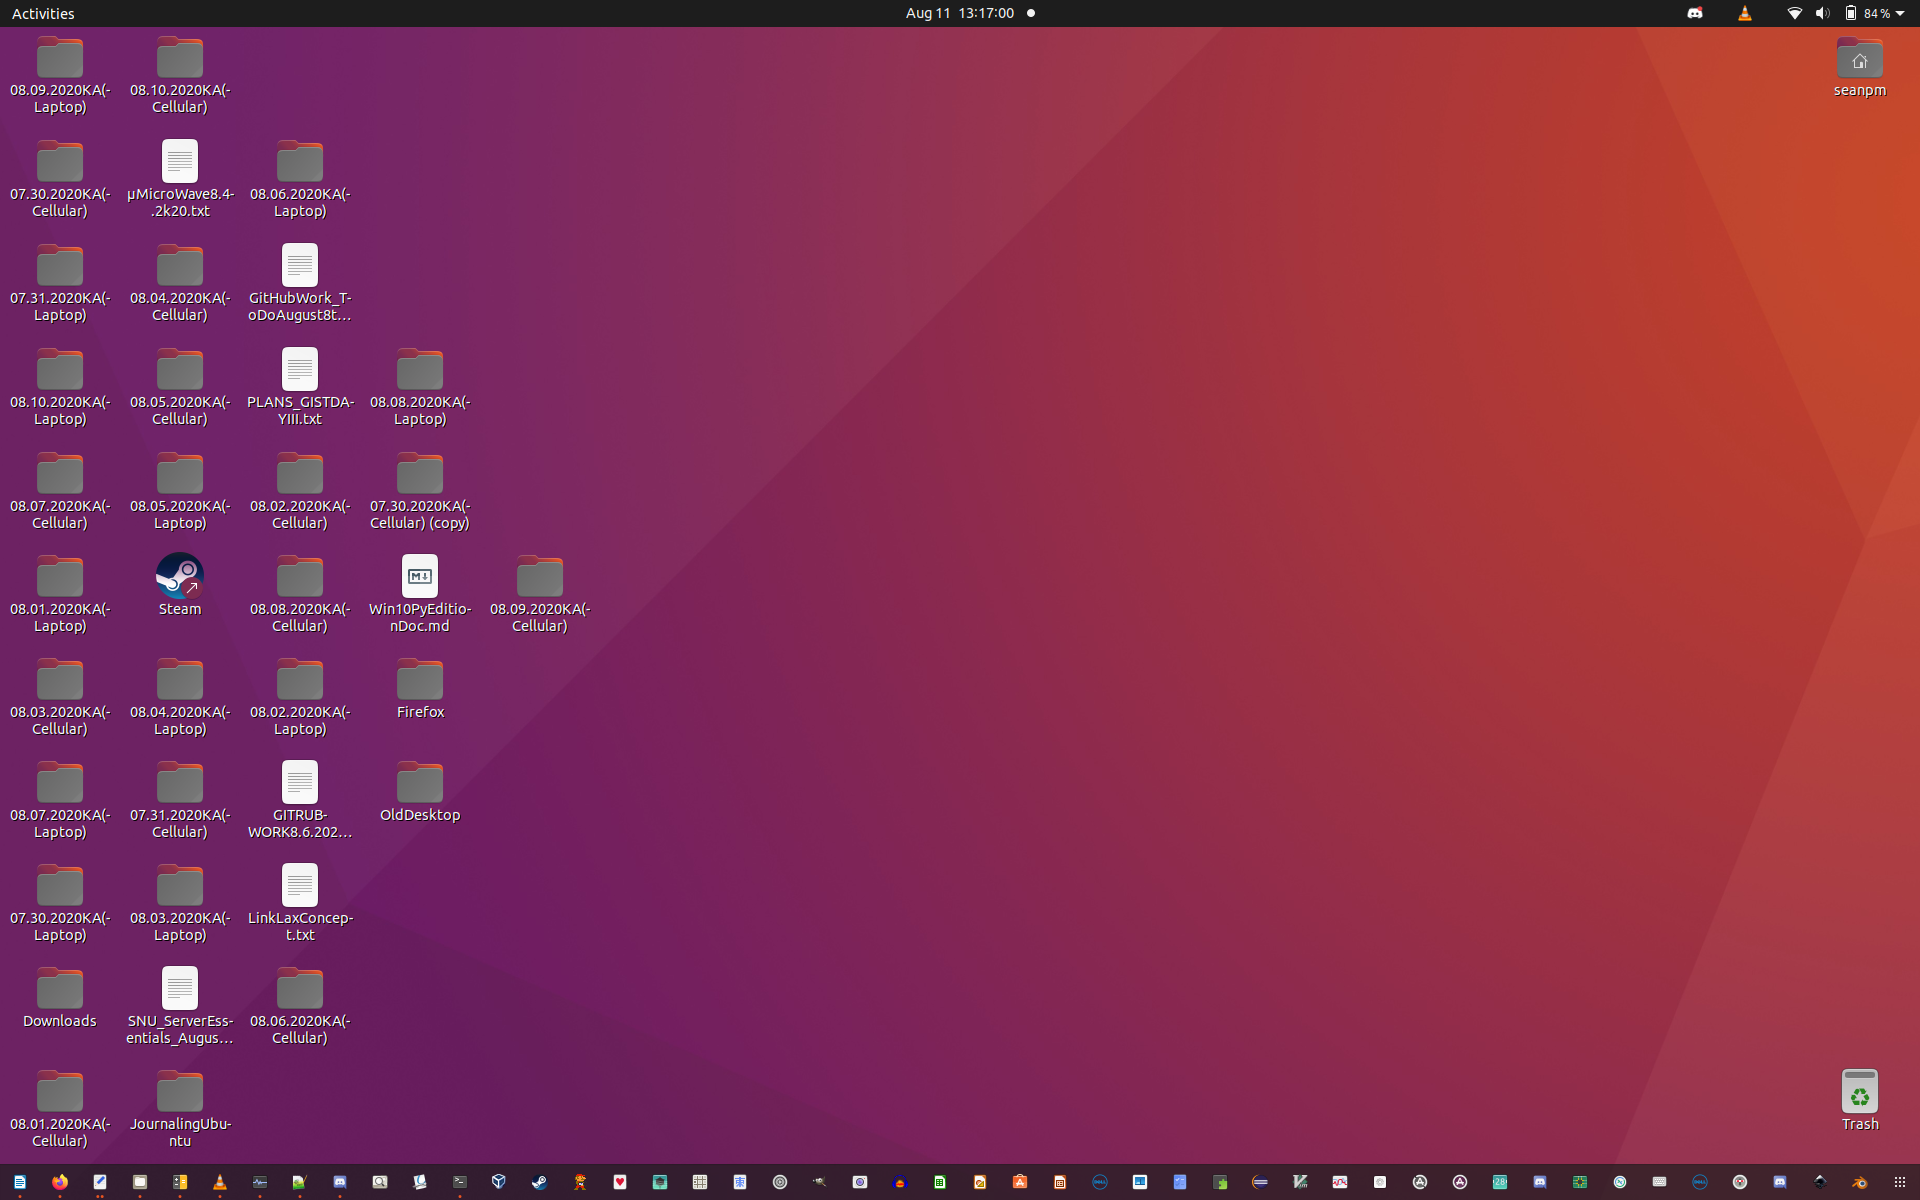 Activities
Aug 11 13:17:00
84 %
08.09.2020KA(-
Laptop)
08.10.2020KA(-
Cellular)
seanpm
07.30.2020KA(-
Cellular)
µMicroWave8.4-
.2k20.txt
08.06.2020KA(-
Laptop)
07.31.2020KA(-
Laptop)
08.04.2020KA(-
Cellular)
GitHubWork_T-
oDoAugust8t...
08.10.2020KA(-
Laptop)
08.05.2020KA(-
Cellular)
PLANS_GISTDA-
YIII.txt
08.08.2020KA(-
Laptop)
08.07.2020KA(-
Cellular)
08.05.2020KA(-
Laptop)
08.02.2020KA(-
Cellular)
07.30.2020KA(-
Cellular) (copy)
08.01.2020KA(-
Laptop)
Steam
08.08.2020KA(-
Cellular)
Win10PyEditio-
nDoc.md
08.09.2020KA(-
Cellular)
08.03.2020KA(-
Cellular)
08.04.2020KA(-
Laptop)
08.02.2020KA(-
Laptop)
Firefox
08.07.2020KA(-
Laptop)
07.31.2020KA(-
Cellular)
GITRUB-
WORK8.6.202...
OldDesktop
07.30.2020KA(-
Laptop)
08.03.2020KA(-
Laptop)
LinkLaxConcep-
t.txt
Downloads
SNU_ServerEss-
entials_Augus...
08.06.2020KA(-
Cellular)
08.01.2020KA(-
Cellular)
JournalingUbu-
ntu
Trash